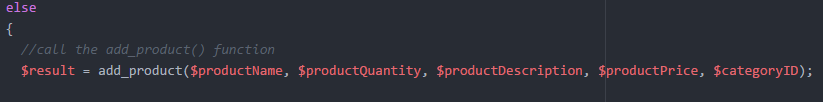 else
{
//call the add_product() function
$result = add_product($productName, $productQuantity, $productDescription, $productPrice, $categoryID);